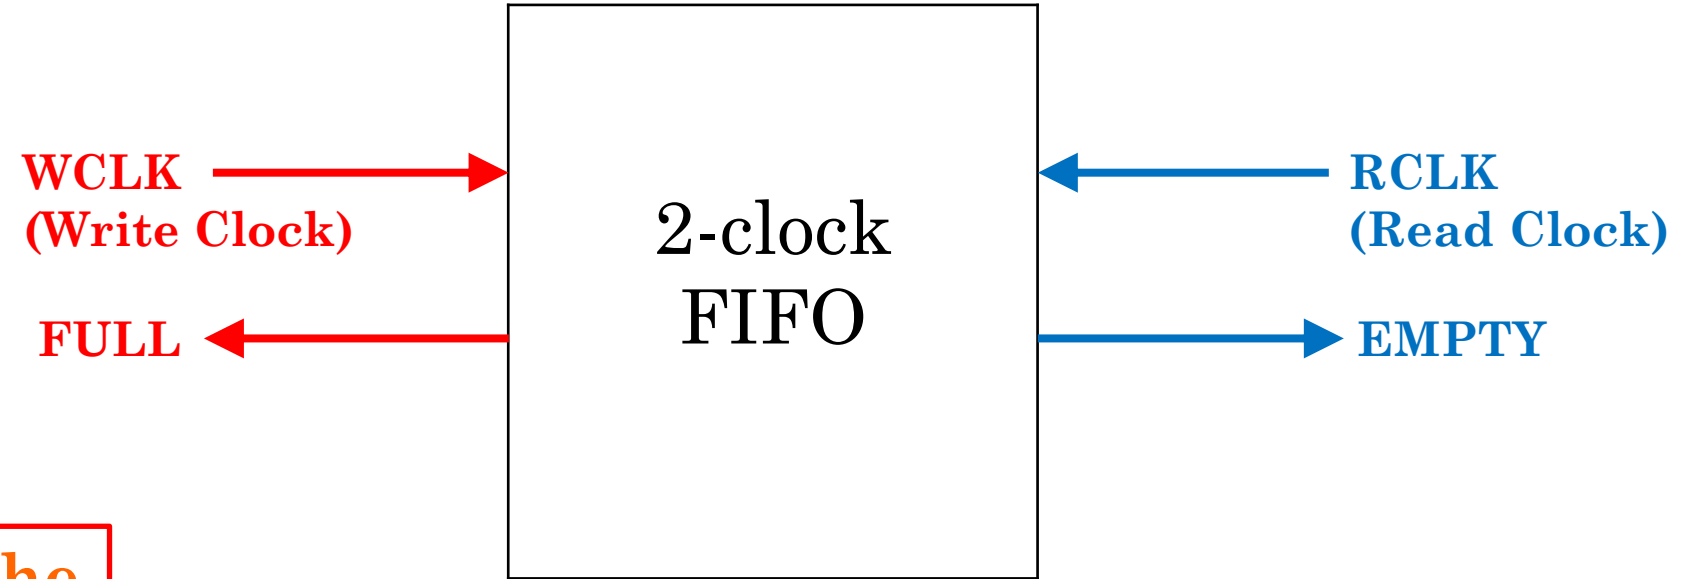 WCLK
(Write Clock)
FULL
2-clock
FIFO
RCLK
(Read Clock)
EMPTY